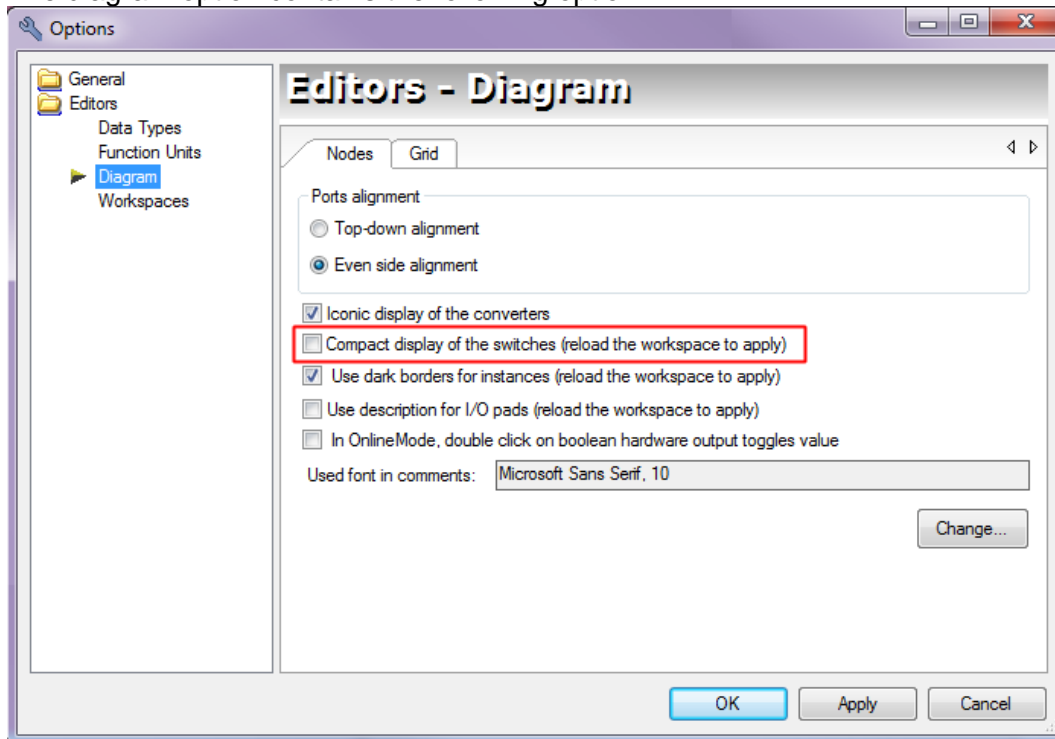 Options
General
Editors
Data Types
Function Units
Diagram
Workspaces
Editors - Diagram
Nodes
Grid
Ports alignment
Top-down alignment
Even side alignment
Iconic display of the converters
Compact display of the switches (reload the workspace to apply)
Use dark borders for instances (reload the workspace to apply)
Use description for I/O pads (reload the workspace to apply)
In OnlineMode, double click on boolean hardware output toggles value
Used font in comments: Microsoft Sans Serif, 10
Change...
OK Apply Cancel